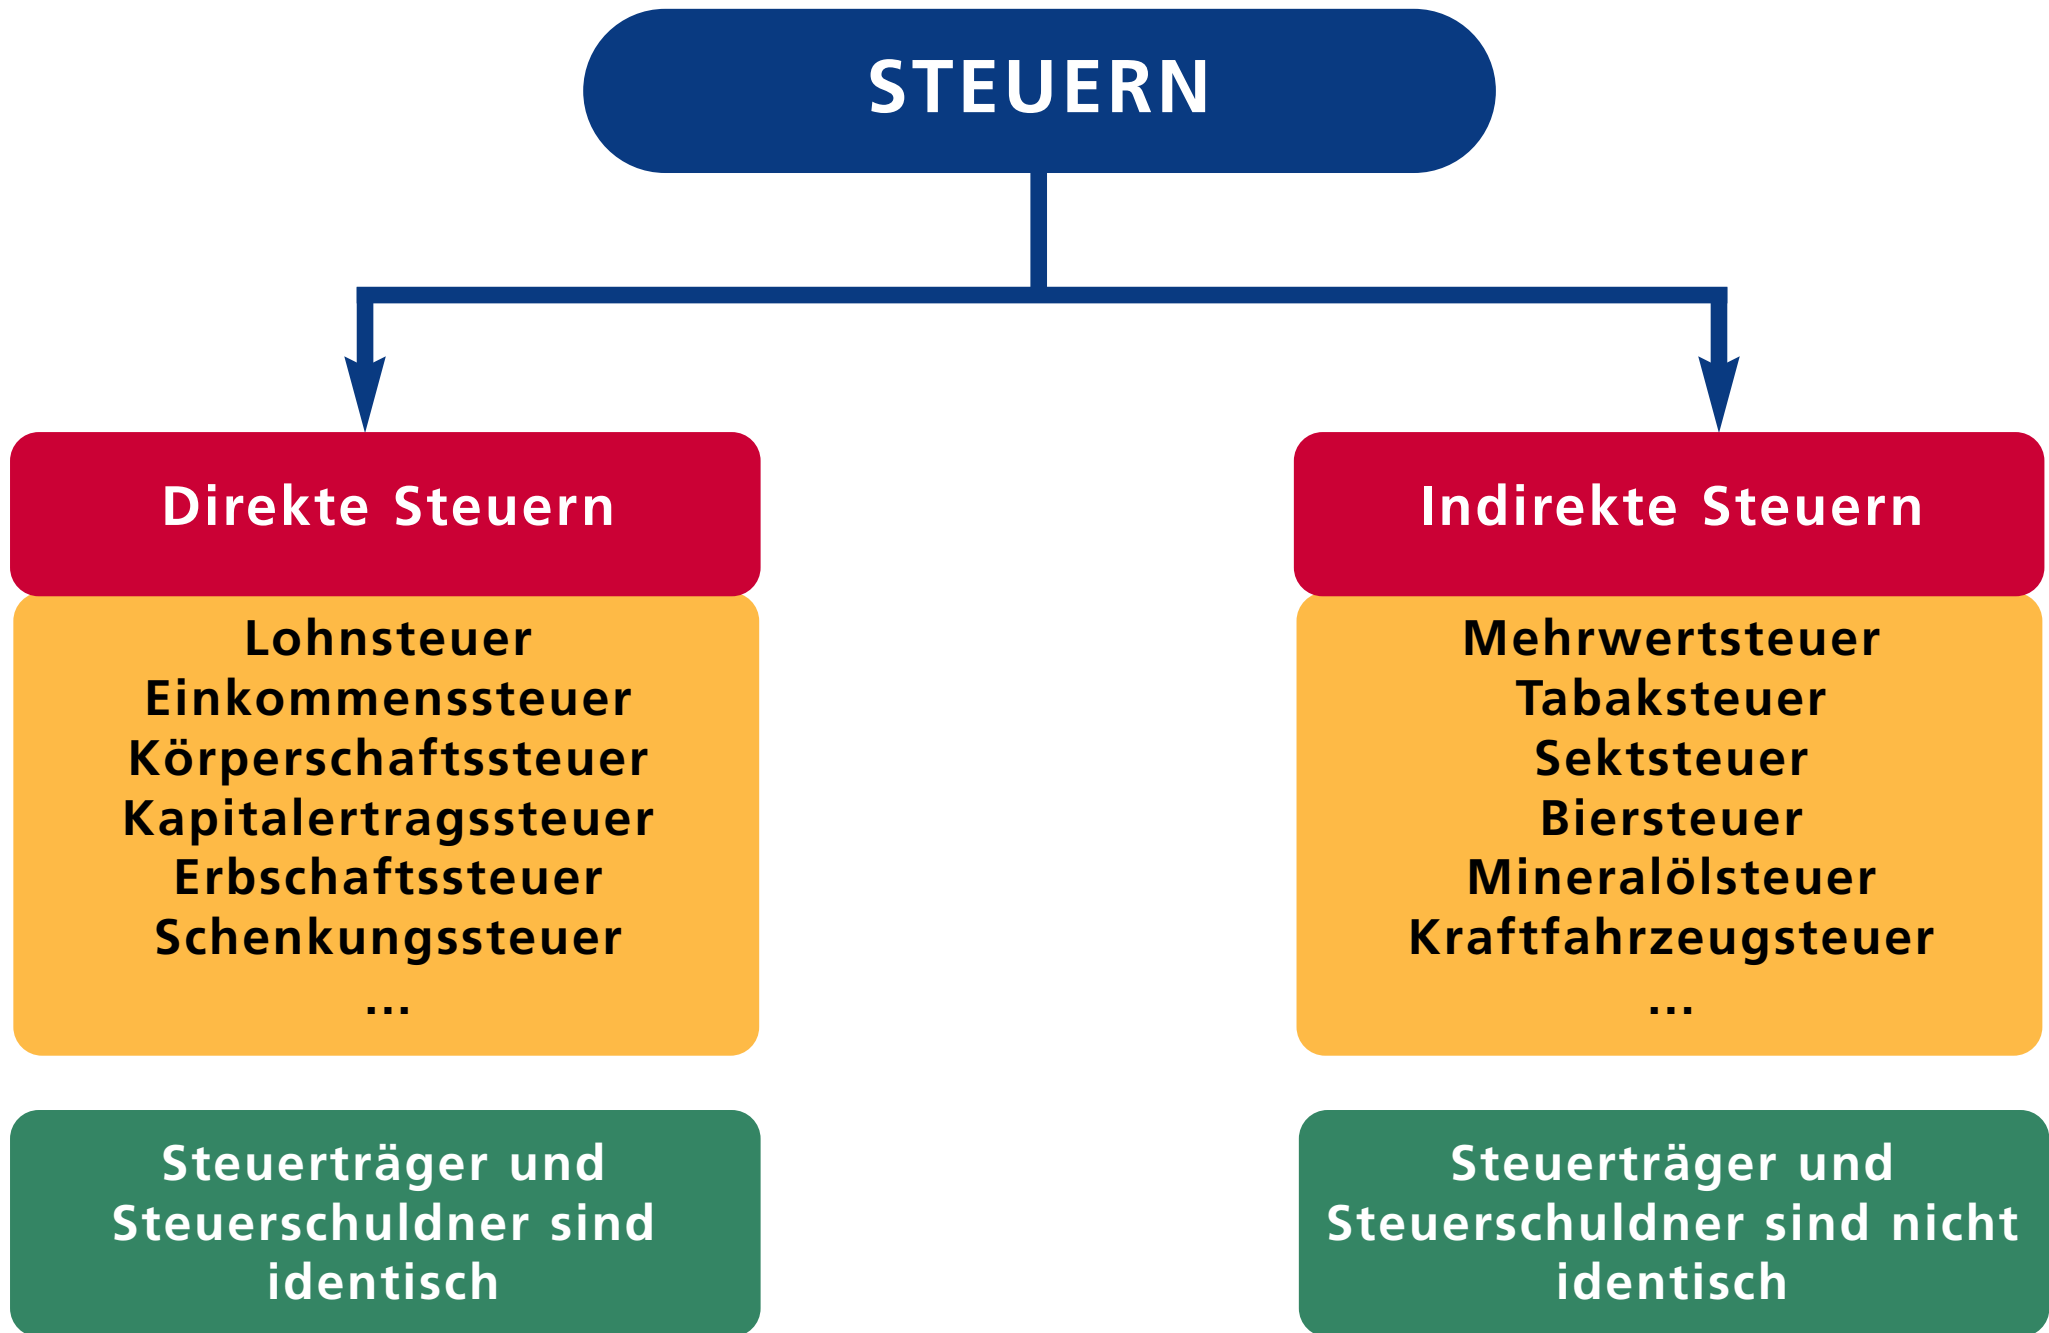 STEUERN
Direkte Steuern
Lohnsteuer
Einkommenssteuer
Körperschaftssteuer
Kapitalertragssteuer
Erbschaftssteuer
Schenkungssteuer
...
Steuerträger und
Steuerschuldner sind
identisch
Indirekte Steuern
Mehrwertsteuer
Tabaksteuer
Sektsteuer
Biersteuer
Mineralölsteuer
Kraftfahrzeugsteuer
...
Steuerträger und
Steuerschuldner sind nicht
identisch